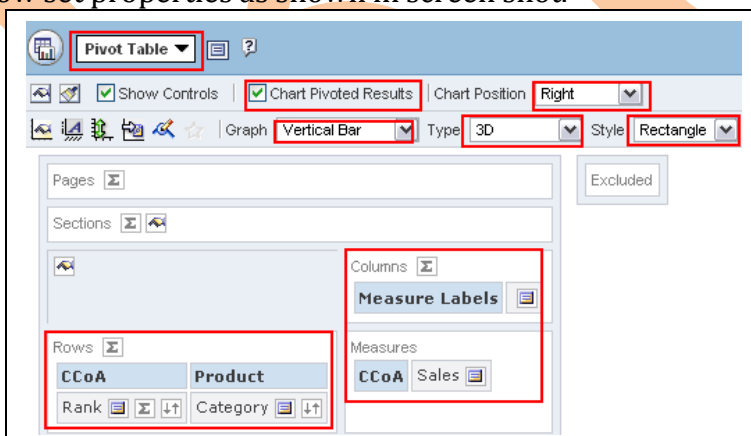 ow set properties as shown in screen shot.
Pivot Table ?
Show Controls | Chart Pivoted Results | Chart Position Right
Graph Vertical Bar Type 3D Style Rectangle
Pages Σ Excluded
Sections Σ
Columns Σ
Measure Labels
Rows Σ Measures
CCoA Product CCoA Sales
Rank Σ Category